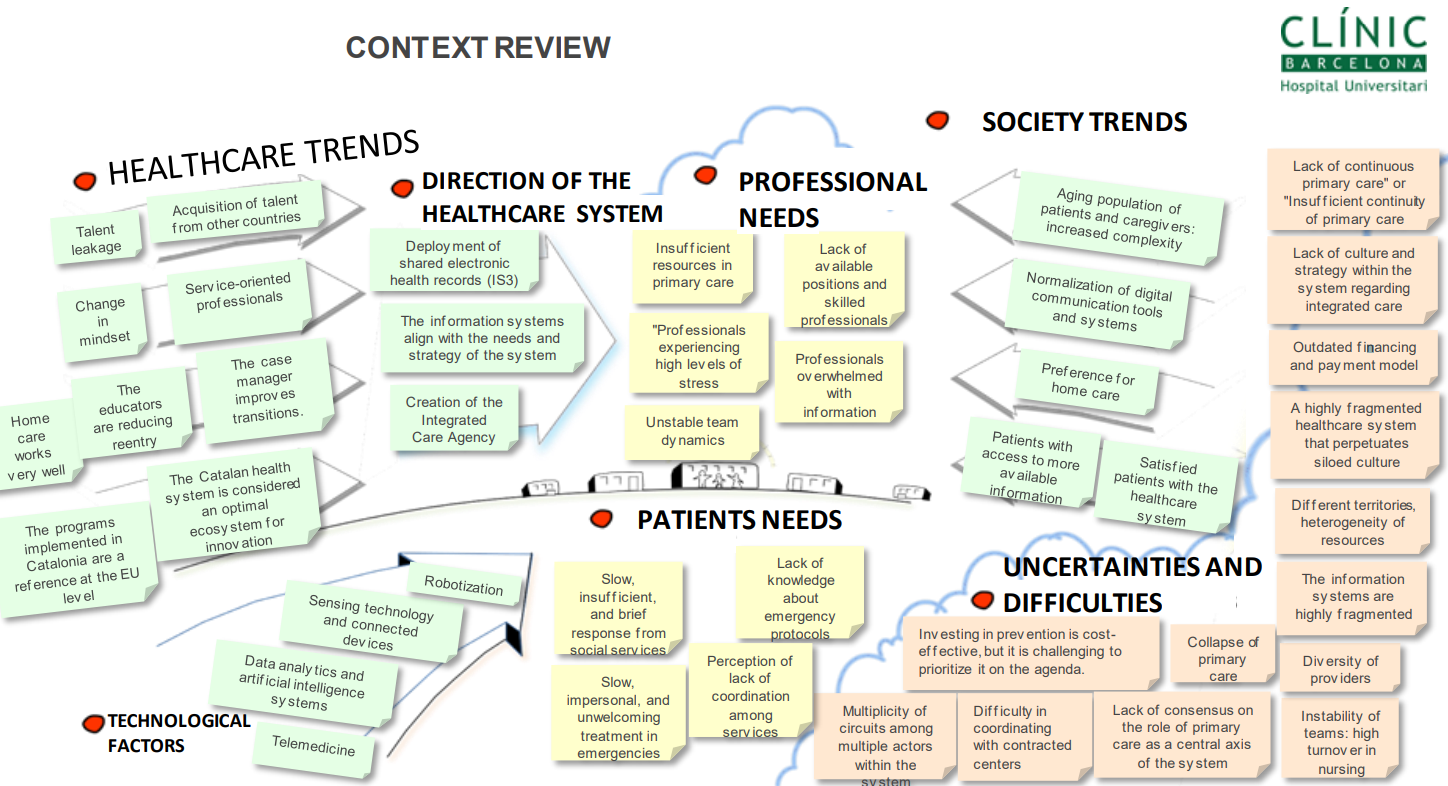 CONTEXT REVIEW
CLÍNIC
BARCELONA
Hospital Universitari
HEALTHCARE TRENDS
Talent
leakage
Acquisition of talent
from other countries
Change
in
mindset
Service-oriented
professionals
Home
care
works
very well
The
educators
are reducing
reentry
The case
manager
improves
transitions.
The programs
implemented in
Catalonia are a
reference at the EU
level
The Catalan health
system is considered
an optimal
ecosystem for
innovation
DIRECTION OF THE
HEALTHCARE SYSTEM
Deployment of
shared electronic
health records (IS3)
The information systems
align with the needs and
strategy of the system
Creation of the
Integrated
Care Agency
PROFESSIONAL
NEEDS
Insufficient
resources in
primary care
Lack of
available
positions and
skilled
professionals
"Professionals
experiencing
high levels of
stress
Professionals
overwhelmed
with
information
Unstable team
dynamics
SOCIETY TRENDS
Aging population of
patients and caregivers:
increased complexity
Normalization of digital
communication tools
and systems
Preference for
home care
Patients with
access to more
available
information
Satisfied
patients with the
healthcare
system
Lack of continuous
primary care" or
"Insufficient continuity
of primary care
Lack of culture and
strategy within the
system regarding
integrated care
Outdated financing
and payment model
A highly fragmented
healthcare system
that perpetuates
siloed culture
Different territories,
heterogeneity of
resources
The information
systems are
highly fragmented
Diversity of
providers
Instability of
teams: high
turnover in
nursing
TECHNOLOGICAL
FACTORS
Robotization
Sensing technology
and connected
devices
Data analytics and
artificial intelligence
systems
Telemedicine
PATIENTS NEEDS
Slow,
insufficient,
and brief
response from
social services
Lack of
knowledge
about
emergency
protocols
Slow,
impersonal, and
unwelcoming
treatment in
emergencies
Perception of
lack of
coordination
among
services
UNCERTAINTIES AND
DIFFICULTIES
Investing in prevention is cost-
effective, but it is challenging to
prioritize it on the agenda.
Collapse of
primary
care
Multiplicity of
circuits among
multiple actors
within the
system
Difficulty in
coordinating
with contracted
centers
Lack of consensus on
the role of primary
care as a central axis
of the system